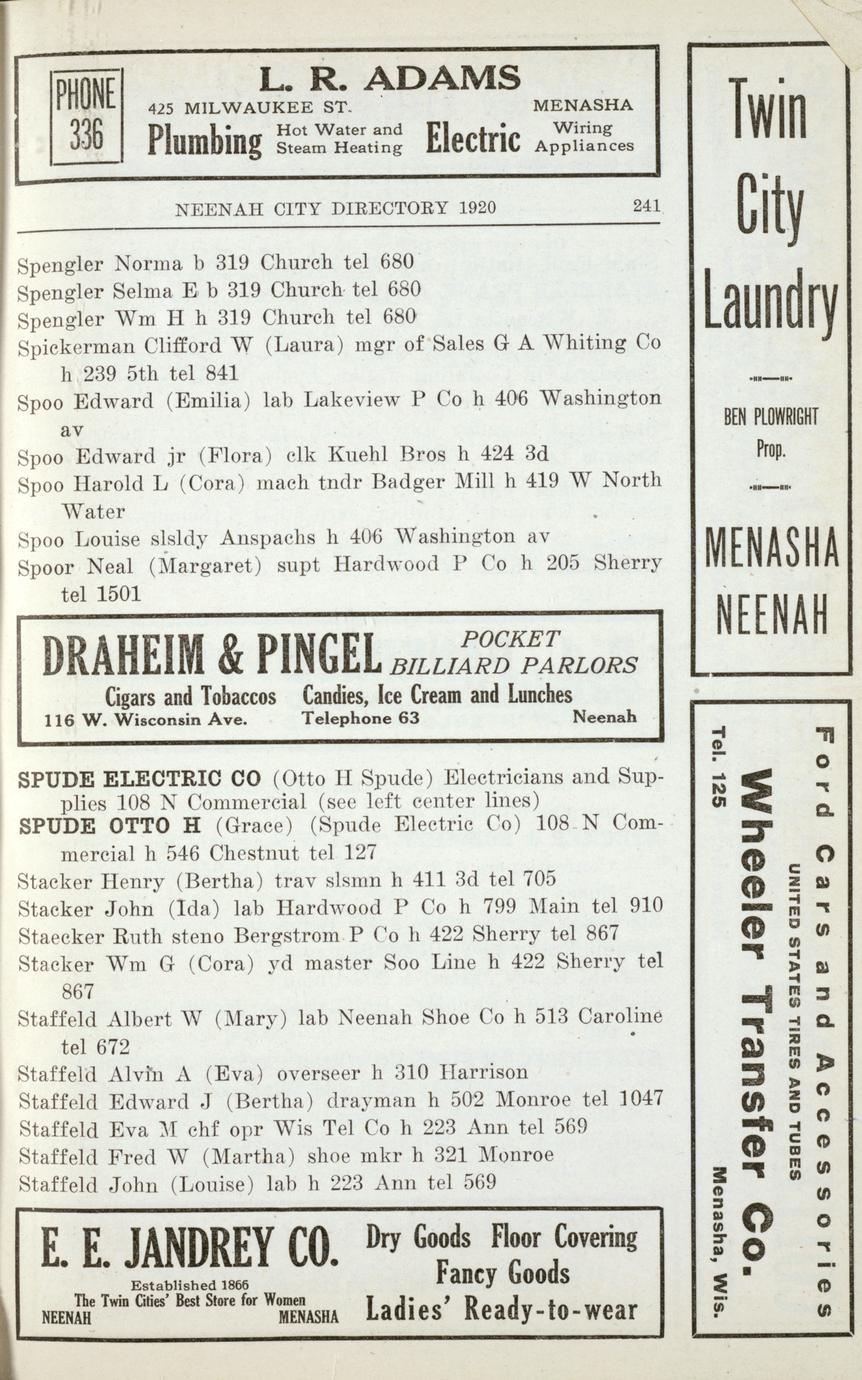 PHONE
336
L. R. ADAMS
425 MILWAUKEE ST. MENASHA
Plumbing Hot Water and Steam Heating Electric Wiring Appliances
NEENAH CITY DIRECTORY 1920 241
Spengler Norma b 319 Church tel 680
Spengler Selma E b 319 Church tel 680
Spengler Wm H h 319 Church tel 680
Spickerman Clifford W (Laura) mgr of Sales G A Whiting Co
h 239 5th tel 841
Spoo Edward (Emilia) lab Lakeview P Co h 406 Washington
av
Spoo Edward jr (Flora) clk Kuehl Bros h 424 3d
Spoo Harold L (Cora) mach tndr Badger Mill h 419 W North
Water
Spoo Louise slsldy Anspachs h 406 Washington av
Spoor Neal (Margaret) supt Hardwood P Co h 205 Sherry
tel 1501
DRAHEIM & PINGEL POCKET BILLIARD PARLORS
Cigars and Tobaccos Candies, Ice Cream and Lunches
116 W. Wisconsin Ave. Telephone 63 Neenah
SPUDE ELECTRIC CO (Otto H Spude) Electricians and Sup-
plies 108 N Commercial (see left center lines)
SPUDE OTTO H (Grace) (Spude Electric Co) 108 N Com-
mercial h 546 Chestnut tel 127
Stacker Henry (Bertha) trav slsmn h 411 3d tel 705
Stacker John (Ida) lab Hardwood P Co h 799 Main tel 910
Staecker Ruth steno Bergstrom P Co h 422 Sherry tel 867
Stacker Wm G (Cora) yd master Soo Line h 422 Sherry tel
867
Staffeld Albert W (Mary) lab Neenah Shoe Co h 513 Caroline
tel 672
Staffeld Alvin A (Eva) overseer h 310 Harrison
Staffeld Edward J (Bertha) drayman h 502 Monroe tel 1047
Staffeld Eva M chf opr Wis Tel Co h 223 Ann tel 569
Staffeld Fred W (Martha) shoe mkr h 321 Monroe
Staffeld John (Louise) lab h 223 Ann tel 569
E. E. JANDREY CO.
Established 1866
The Twin Cities' Best Store for Women
NEENAH MENASHA
Dry Goods Floor Covering
Fancy Goods
Ladies' Ready-to-wear
Twin
City
Laundry
BEN PLOWRIGHT
Prop.
MENASHA
NEENAH
Ford Cars and Accessories
UNITED STATES TIRES AND TUBES
Wheeler Transfer Co.
Tel. 125 Menasha, Wis.